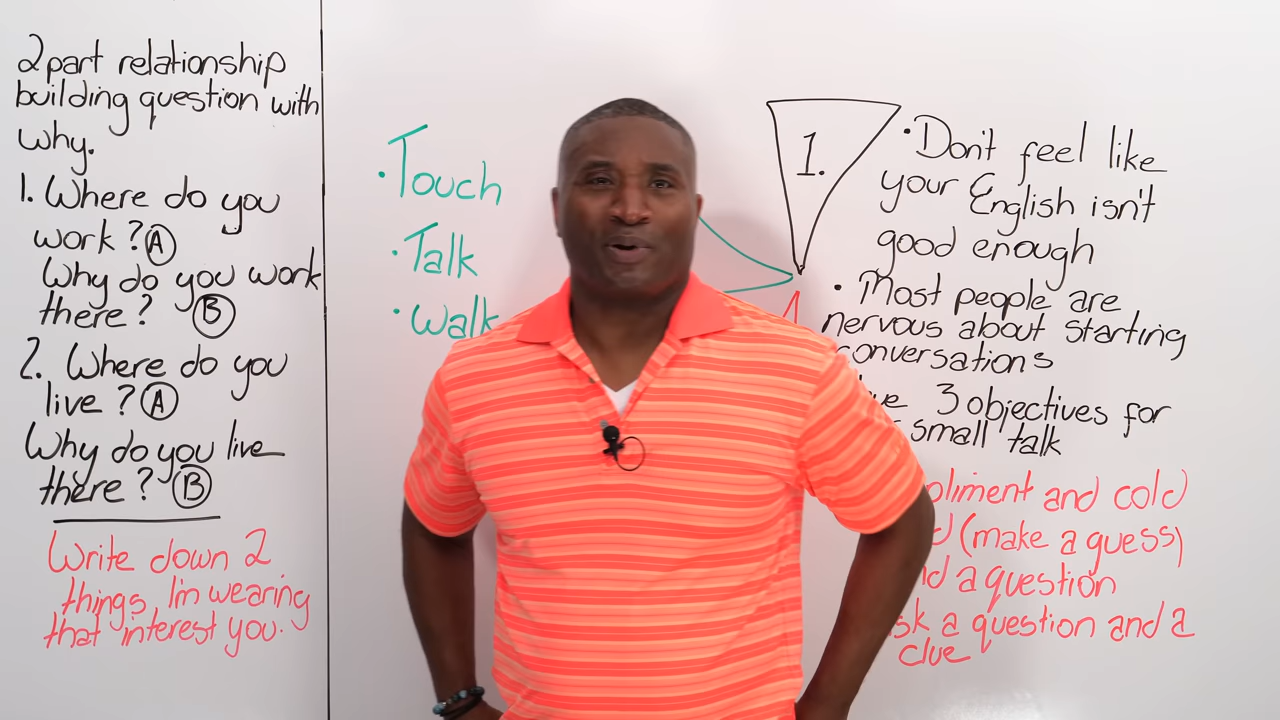 2 part relationship
building question with
why.
1. Where do you
work? A
Why do you work
there? B
2. Where do you
live? A
Why do you live
there? B
Write down 2
things, I'm wearing
that interest you.
• Touch
• Talk
• Walk
1.
• Don't feel like
your English isn't
good enough
• Most people are
nervous about starting
conversations
3 objectives for
small talk
and cold
(make a guess)
a question
a question and a
clue